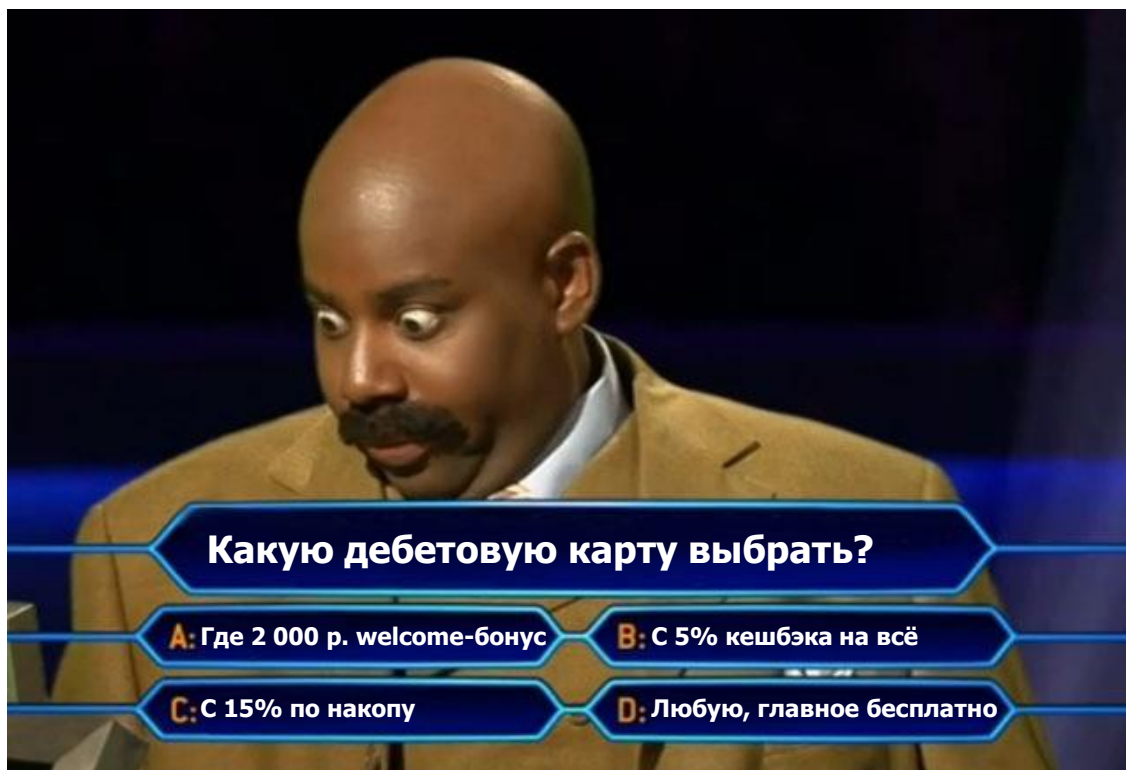 Какую дебетовую карту выбрать?
A: Где 2 000 р. welcome-бонус
B: С 5% кешбэка на всё
C: С 15% по накопу
D: Любую, главное бесплатно